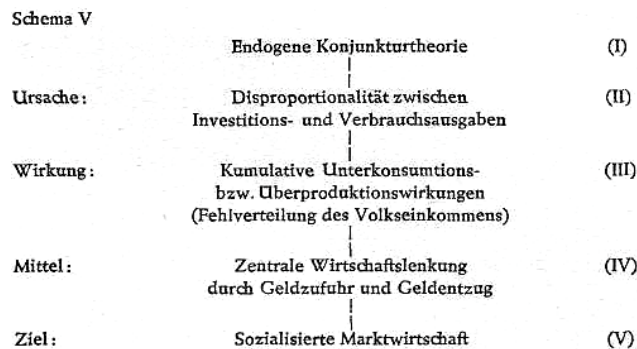 Schema V
Endogene Konjunkturtheorie (I)
Ursache: Disproportionalität zwischen (II)
Investitions- und Verbrauchsausgaben
Wirkung: Kumulative Unterkonsumtions- (III)
bzw. Überproduktionswirkungen
(Fehlverteilung des Volkseinkommens)
Mittel: Zentrale Wirtschaftslenkung (IV)
durch Geldzufuhr und Geldentzug
Ziel: Sozialisierte Marktwirtschaft (V)